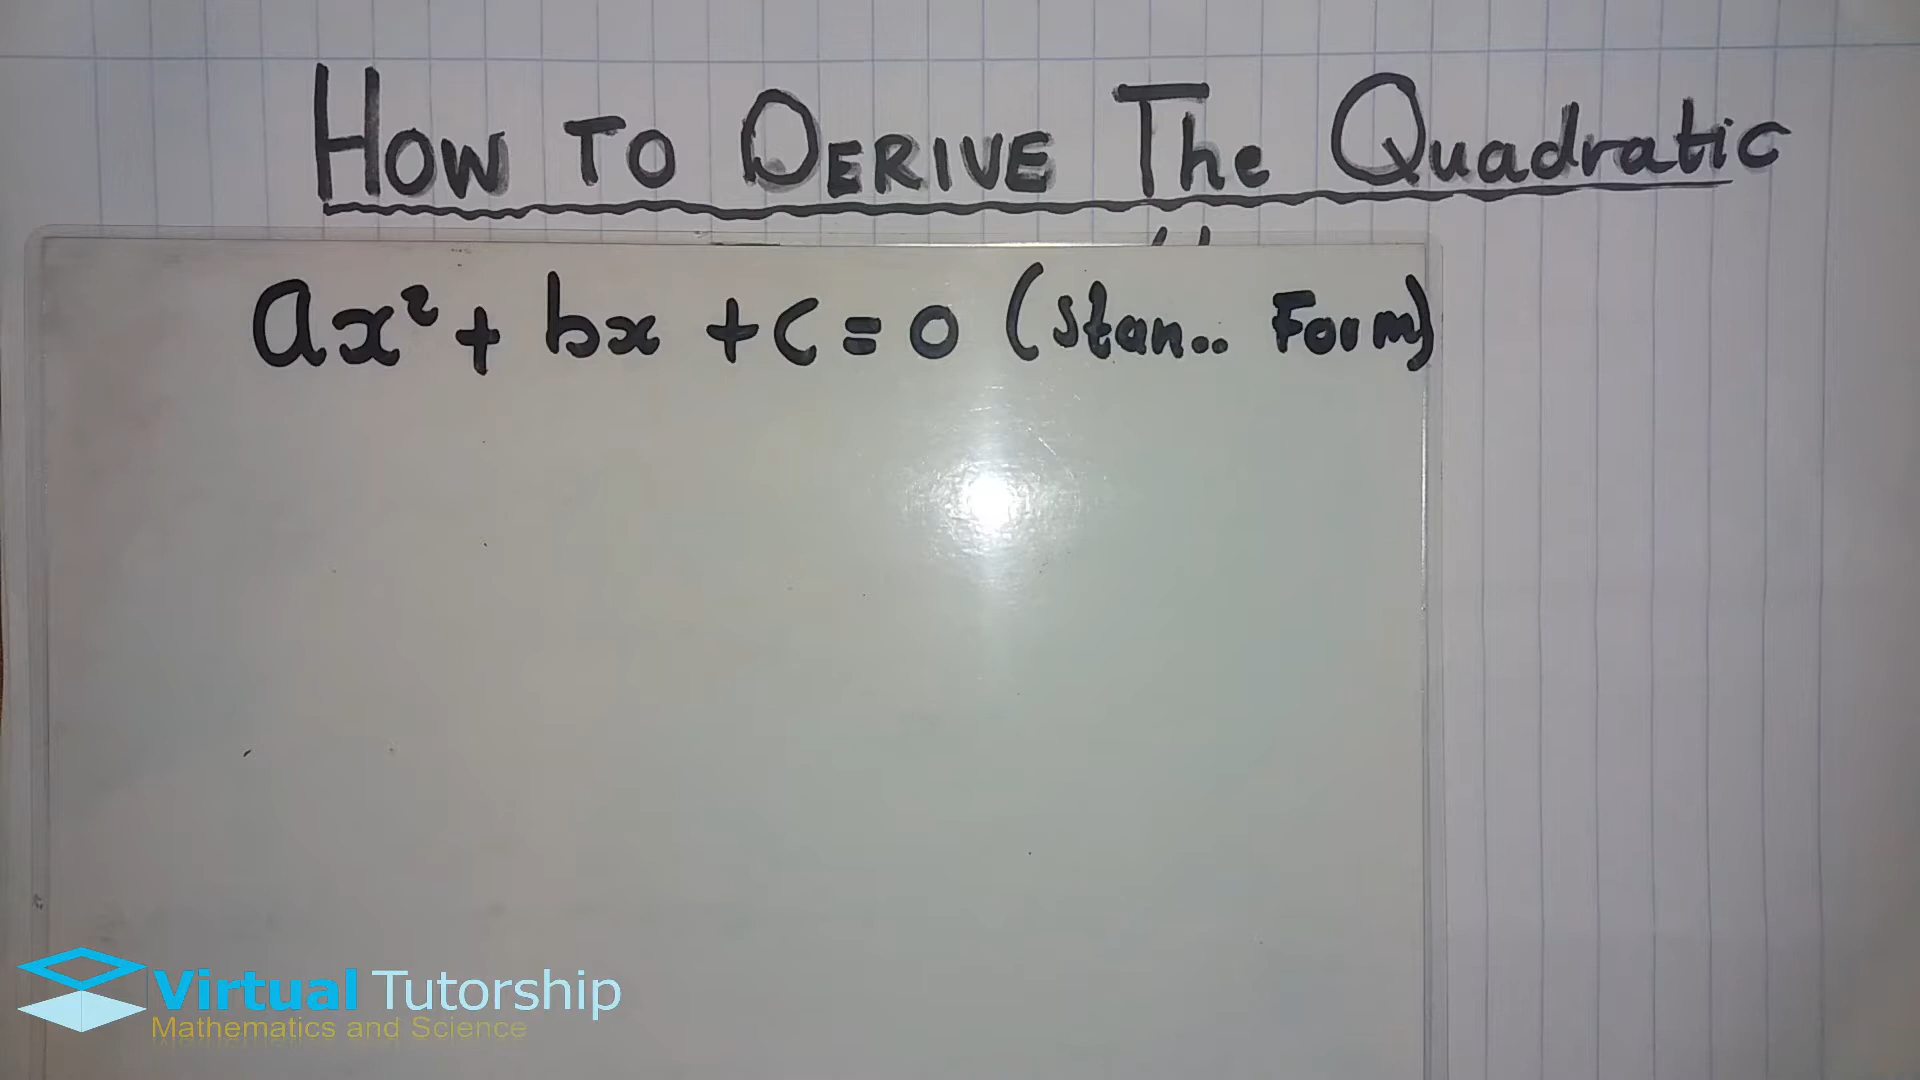 HOW TO DERIVE The Quadratic
ax² + bx + c = 0 (Stan.. Form)
Virtual Tutorship
Mathematics and Science